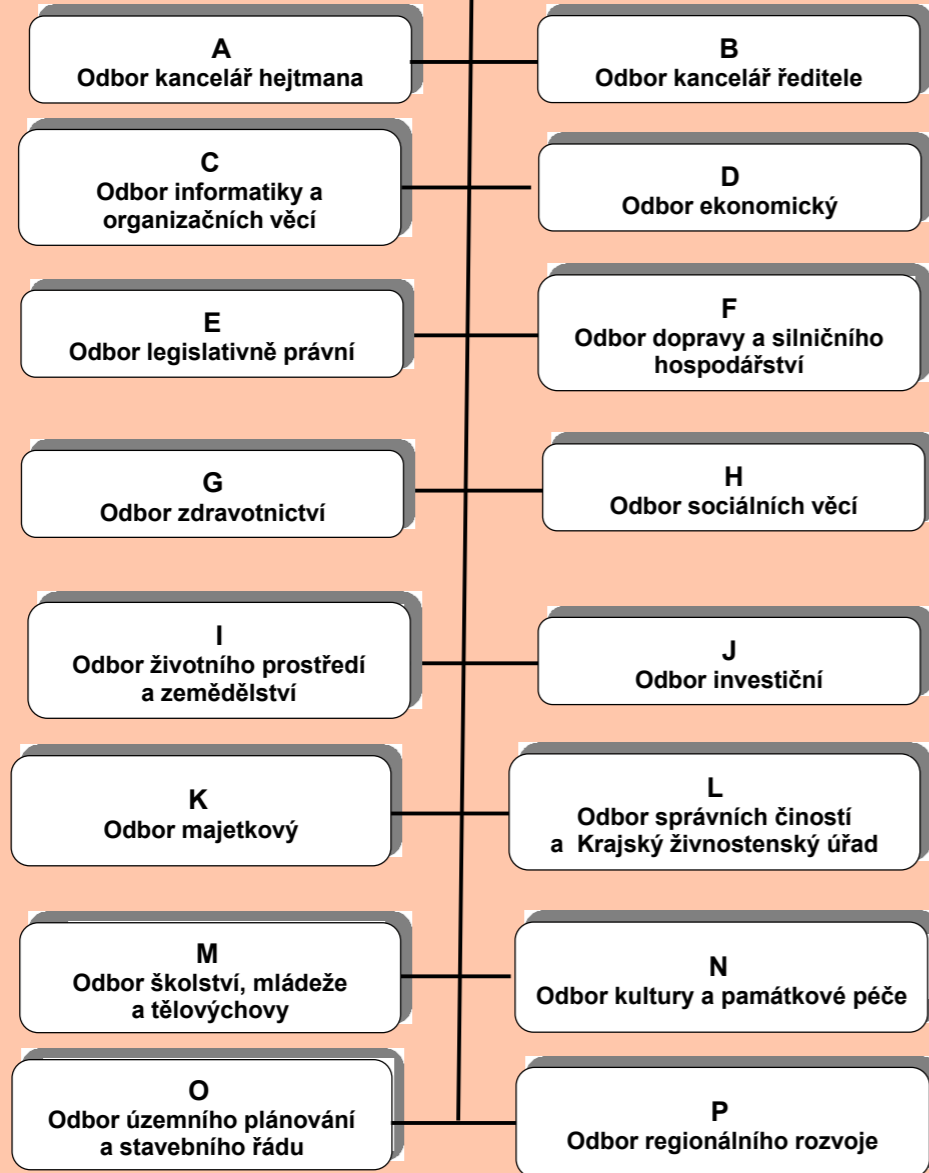 A
Odbor kancelář hejtmana
B
Odbor kancelář ředitele
C
Odbor informatiky a
organizačních věcí
D
Odbor ekonomický
E
Odbor legislativně právní
F
Odbor dopravy a silničního
hospodářství
G
Odbor zdravotnictví
H
Odbor sociálních věcí
I
Odbor životního prostředí
a zemědělství
J
Odbor investiční
K
Odbor majetkový
L
Odbor správních čiností
a Krajský živnostenský úřad
M
Odbor školství, mládeže
a tělovýchovy
N
Odbor kultury a památkové péče
O
Odbor územního plánování
a stavebního řádu
P
Odbor regionálního rozvoje